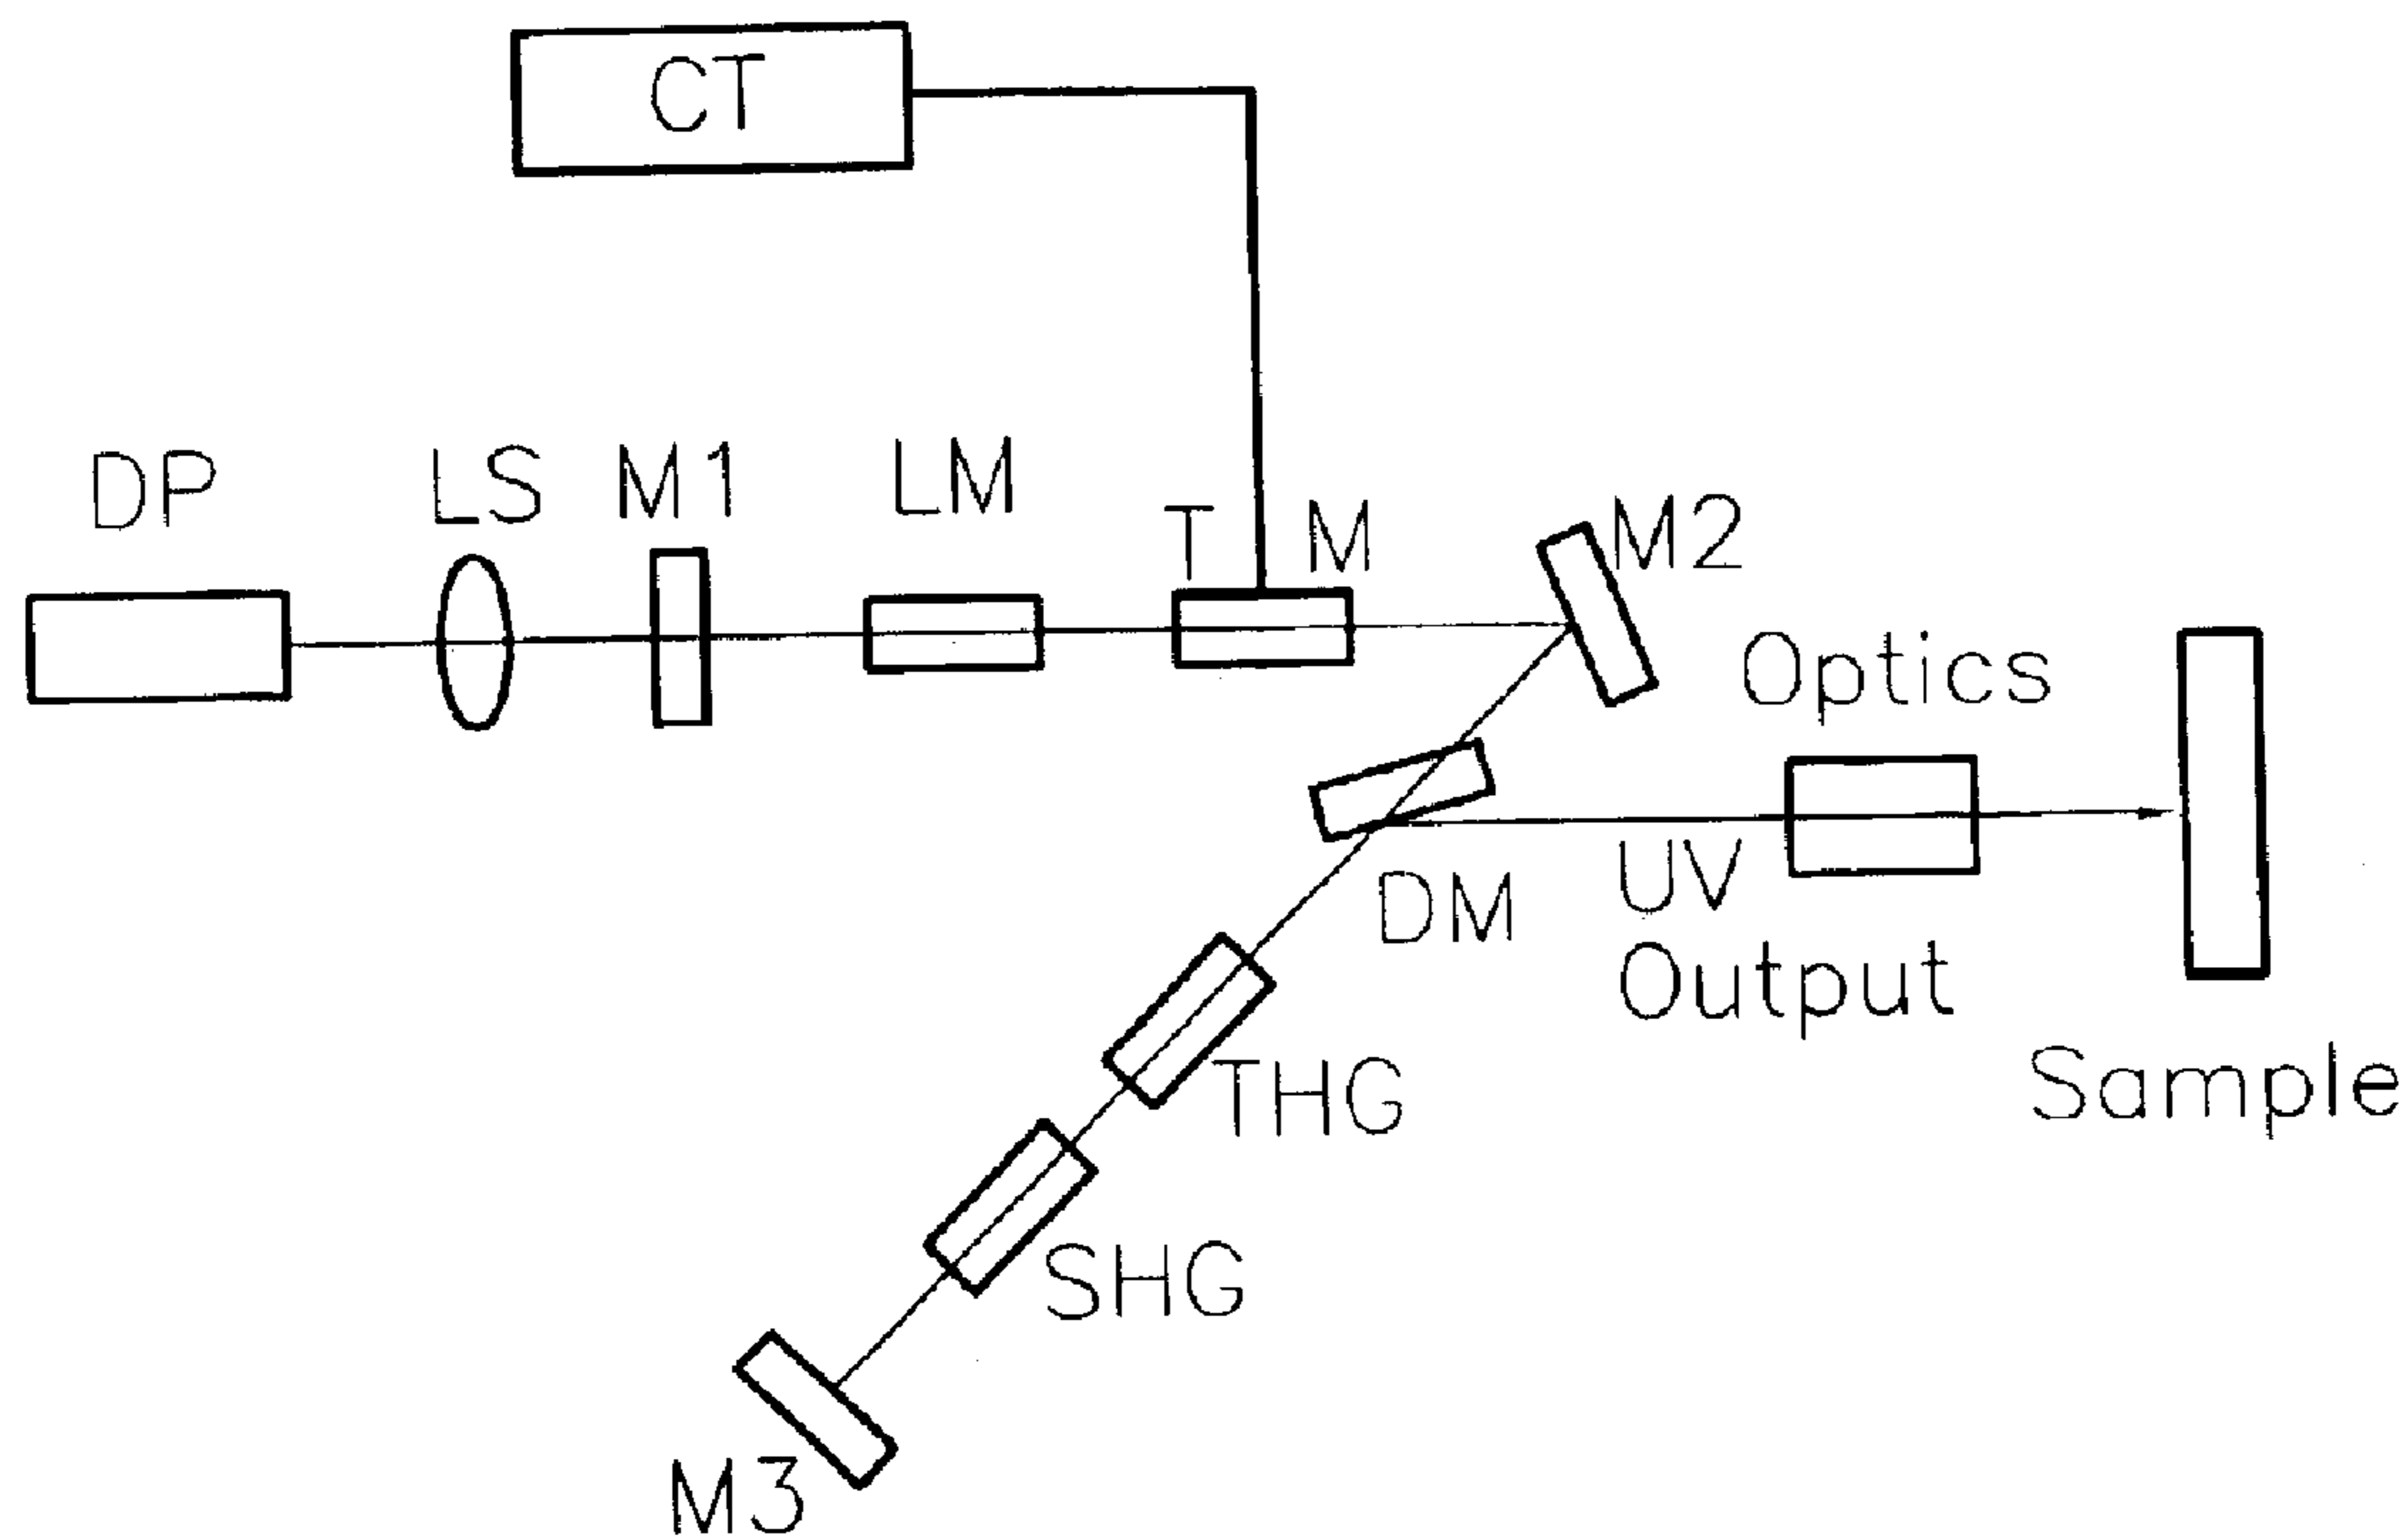 CT
DP
LS
M1
LM
T M
M2
Optics
DM
UV
Output
THG
Sample
SHG
M3